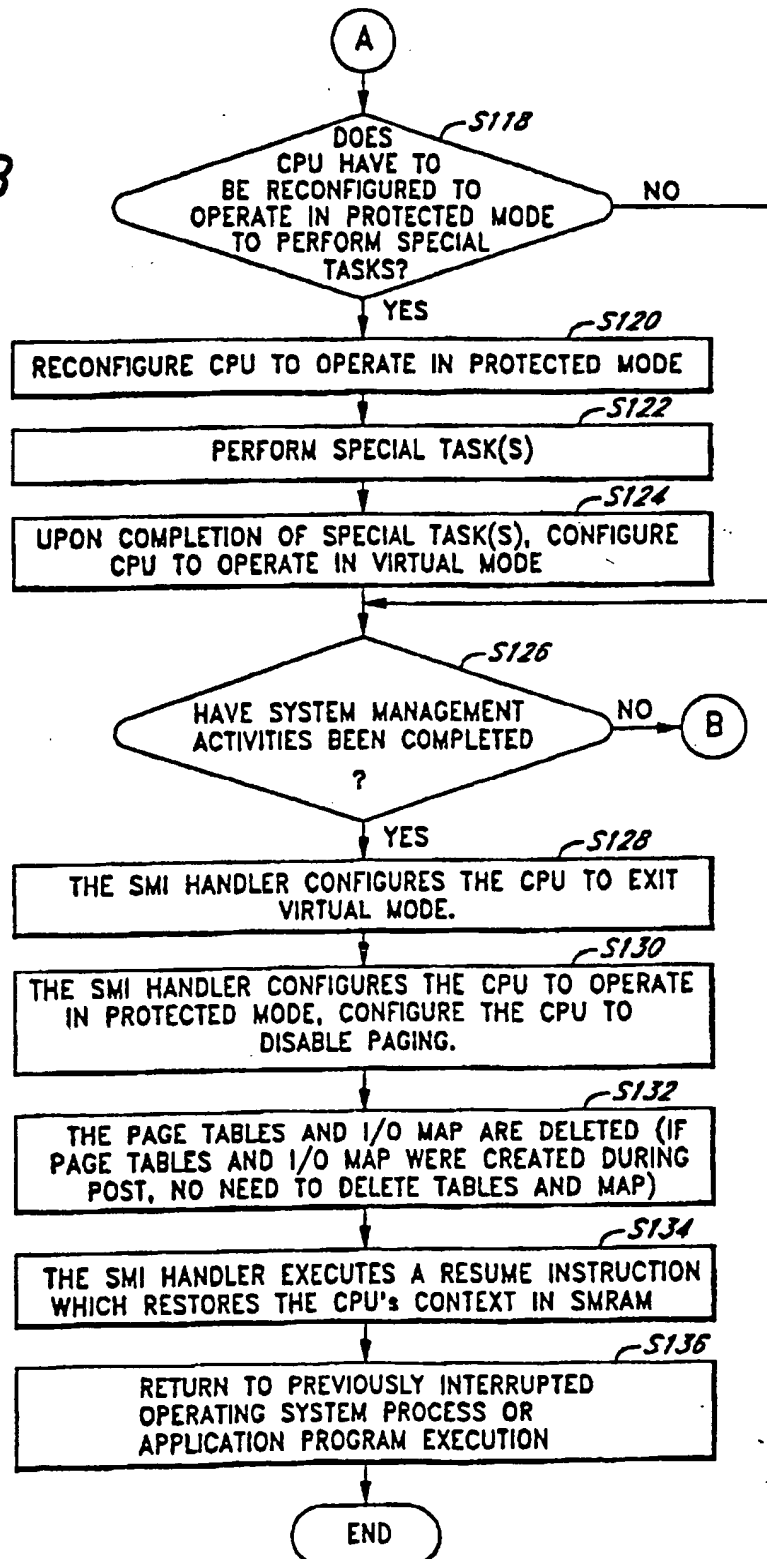 A
B
S118
DOES
CPU HAVE TO
BE RECONFIGURED TO
OPERATE IN PROTECTED MODE
TO PERFORM SPECIAL
TASKS?
NO
YES
S120
RECONFIGURE CPU TO OPERATE IN PROTECTED MODE
S122
PERFORM SPECIAL TASK(S)
S124
UPON COMPLETION OF SPECIAL TASK(S), CONFIGURE
CPU TO OPERATE IN VIRTUAL MODE
S126
HAVE SYSTEM MANAGEMENT
ACTIVITIES BEEN COMPLETED
?
NO
B
YES
S128
THE SMI HANDLER CONFIGURES THE CPU TO EXIT
VIRTUAL MODE.
S130
THE SMI HANDLER CONFIGURES THE CPU TO OPERATE
IN PROTECTED MODE, CONFIGURE THE CPU TO
DISABLE PAGING.
S132
THE PAGE TABLES AND I/O MAP ARE DELETED (IF
PAGE TABLES AND I/O MAP WERE CREATED DURING
POST, NO NEED TO DELETE TABLES AND MAP)
S134
THE SMI HANDLER EXECUTES A RESUME INSTRUCTION
WHICH RESTORES THE CPU's CONTEXT IN SMRAM
S136
RETURN TO PREVIOUSLY INTERRUPTED
OPERATING SYSTEM PROCESS OR
APPLICATION PROGRAM EXECUTION
END